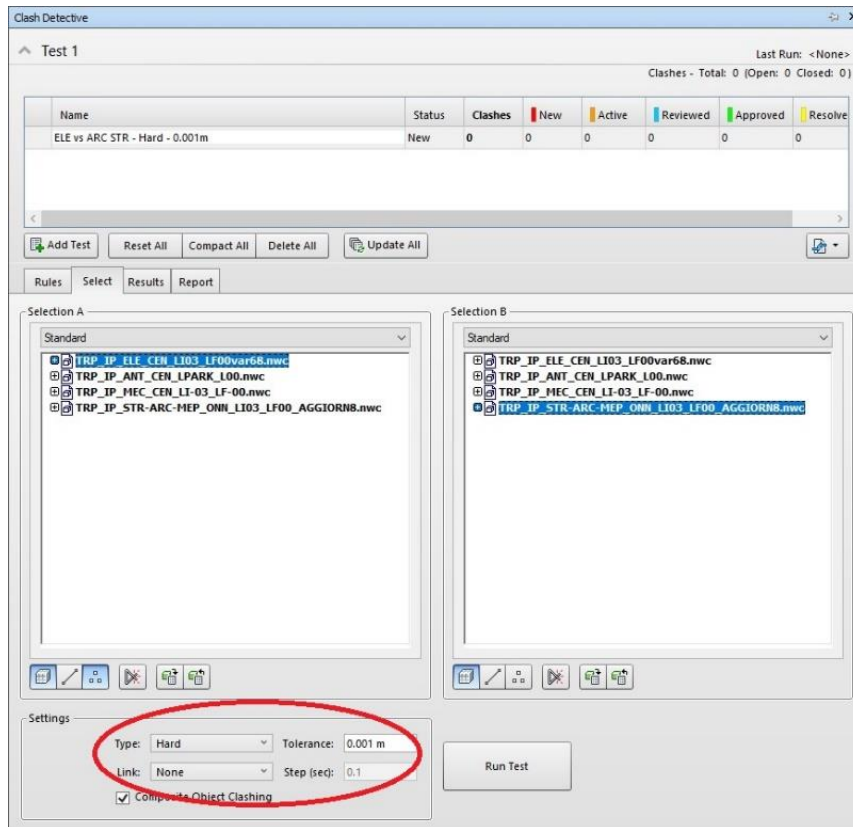 Clash Detective
Test 1
Last Run: <None>
Clashes - Total: 0 (Open: 0 Closed: 0)
Name Status Clashes New Active Reviewed Approved Resolve
ELE vs ARC STR - Hard - 0.001m New 0 0 0 0 0 0
Add Test Reset All Compact All Delete All Update All
Rules Select Results Report
Selection A
Standard
TRP_IP_ELE_CEN_LI03_LF00var68.nwc
TRP_IP_ANT_CEN_LPARK_L00.nwc
TRP_IP_MEC_CEN_LI-03_LF-00.nwc
TRP_IP_STR-ARC-MEP_ONN_LI03_LF00_AGGIORN8.nwc
Selection B
Standard
TRP_IP_ELE_CEN_LI03_LF00var68.nwc
TRP_IP_ANT_CEN_LPARK_L00.nwc
TRP_IP_MEC_CEN_LI-03_LF-00.nwc
TRP_IP_STR-ARC-MEP_ONN_LI03_LF00_AGGIORN8.nwc
Settings
Type: Hard Tolerance: 0.001 m
Link: None Step (sec): 0.1
Composite Object Clashing
Run Test